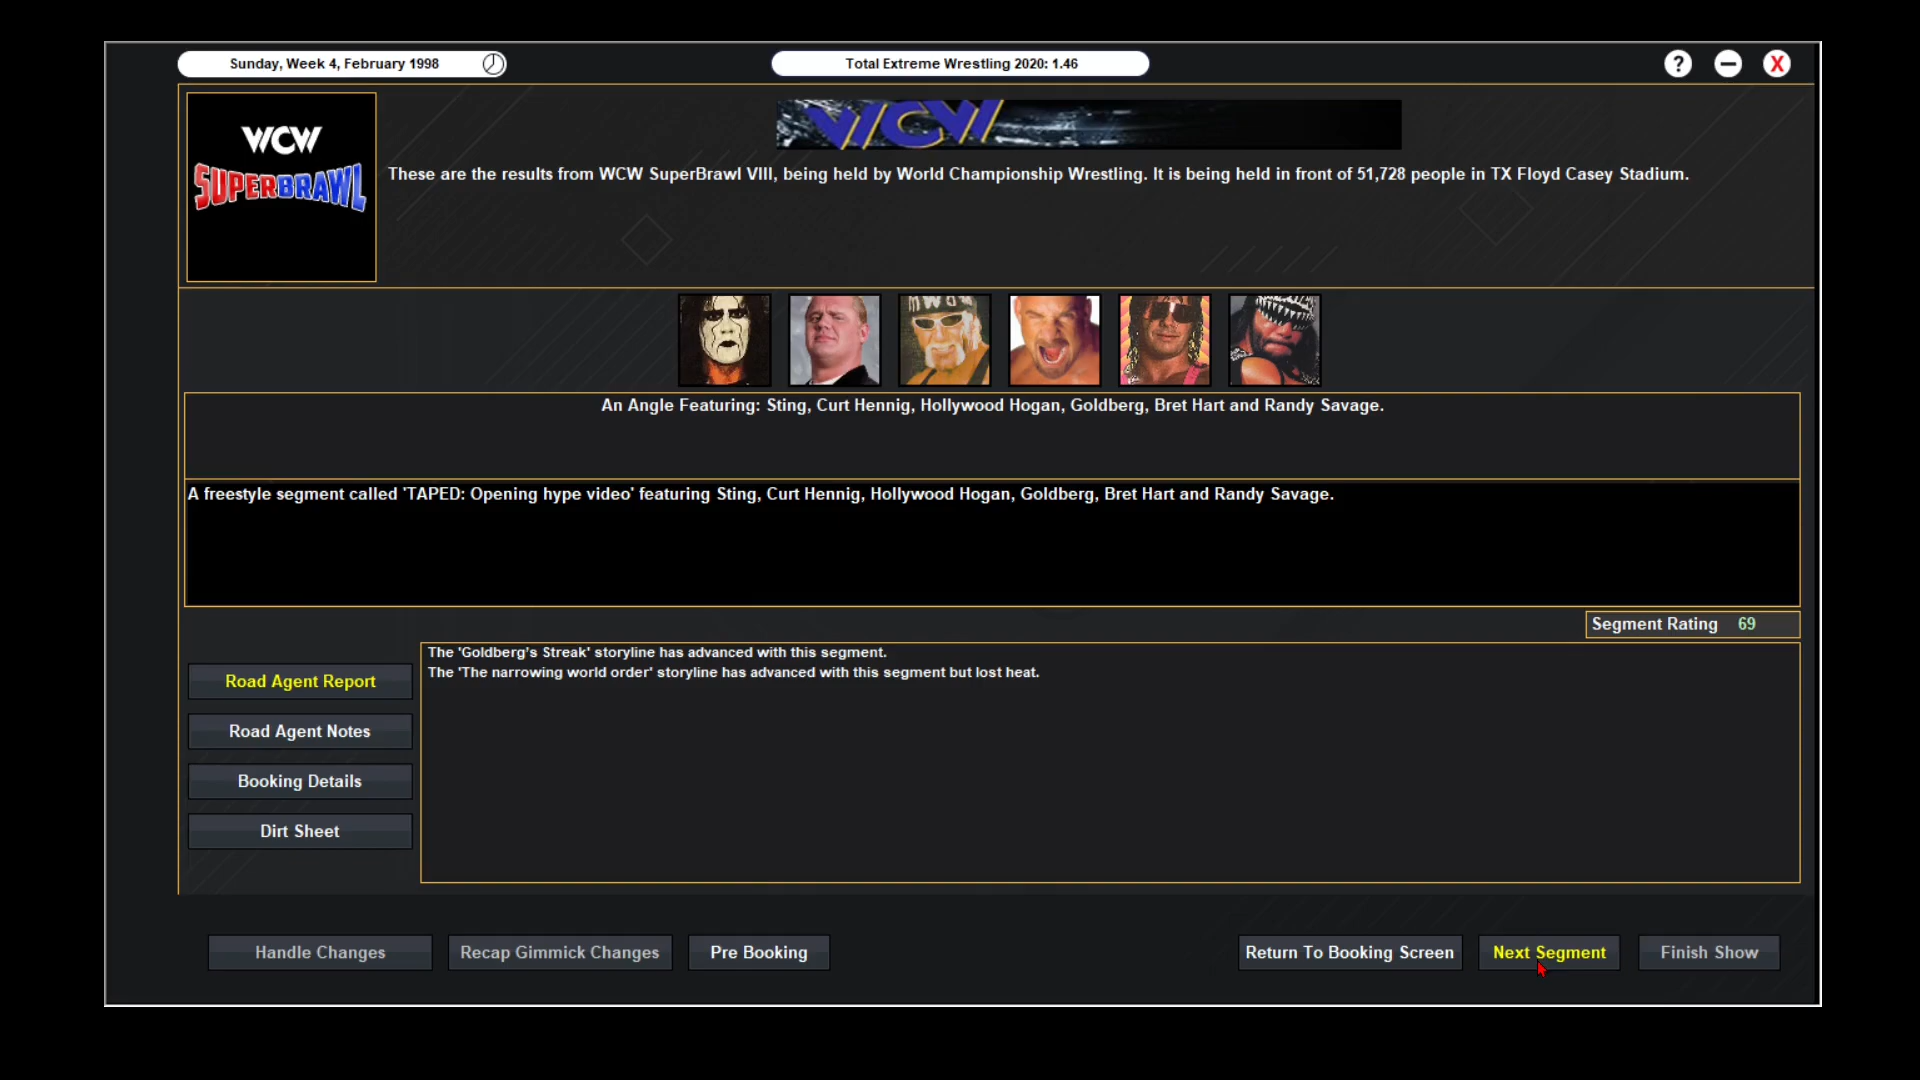 Sunday, Week 4, February 1998
Total Extreme Wrestling 2020: 1.46
?
X
WCW
SUPERBRAWL
WCW
These are the results from WCW SuperBrawl VIII, being held by World Championship Wrestling. It is being held in front of 51,728 people in TX Floyd Casey Stadium.
An Angle Featuring: Sting, Curt Hennig, Hollywood Hogan, Goldberg, Bret Hart and Randy Savage.
A freestyle segment called 'TAPED: Opening hype video' featuring Sting, Curt Hennig, Hollywood Hogan, Goldberg, Bret Hart and Randy Savage.
Segment Rating 69
The 'Goldberg's Streak' storyline has advanced with this segment.
The 'The narrowing world order' storyline has advanced with this segment but lost heat.
Road Agent Report
Road Agent Notes
Booking Details
Dirt Sheet
Handle Changes
Recap Gimmick Changes
Pre Booking
Return To Booking Screen
Next Segment
Finish Show